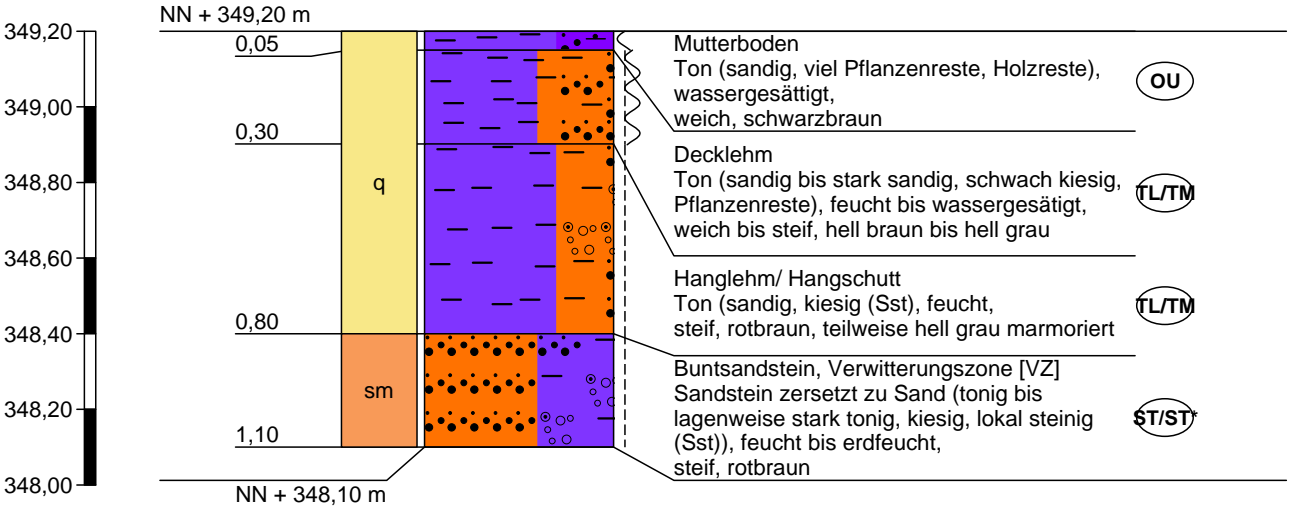 NN + 349,20 m
349,20
349,00
348,80
348,60
348,40
348,20
348,00
0,05
0,30
0,80
1,10
q
sm
NN + 348,10 m
Mutterboden
Ton (sandig, viel Pflanzenreste, Holzreste),
wassergesättigt,
weich, schwarzbraun
OU
Decklehm
Ton (sandig bis stark sandig, schwach kiesig,
Pflanzenreste), feucht bis wassergesätigt,
weich bis steif, hell braun bis hell grau
TL/TM
Hanglehm/ Hangschutt
Ton (sandig, kiesig (Sst), feucht,
steif, rotbraun, teilweise hell grau marmoriert
TL/TM
Buntsandstein, Verwitterungszone [VZ]
Sandstein zersetzt zu Sand (tonig bis
lagenweise stark tonig, kiesig, lokal steinig
(Sst)), feucht bis erdfeucht,
steif, rotbraun
ST/ST*